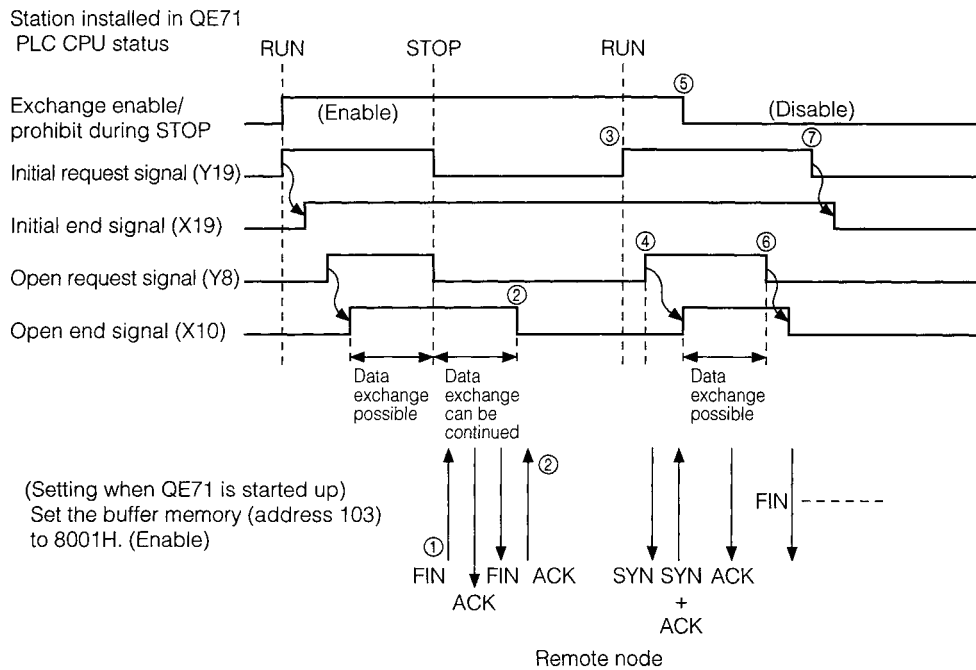 Station installed in QE71
PLC CPU status
RUN
STOP
RUN
Exchange enable/
prohibit during STOP
(Enable)
⑤
(Disable)
Initial request signal (Y19)
③
⑦
Initial end signal (X19)
Open request signal (Y8)
④
⑥
Open end signal (X10)
②
Data
exchange
possible
Data
exchange
can be
continued
Data
exchange
possible
(Setting when QE71 is started up)
Set the buffer memory (address 103)
to 8001H. (Enable)
②
FIN
①
FIN
ACK
FIN
ACK
SYN
SYN
+
ACK
ACK
Remote node